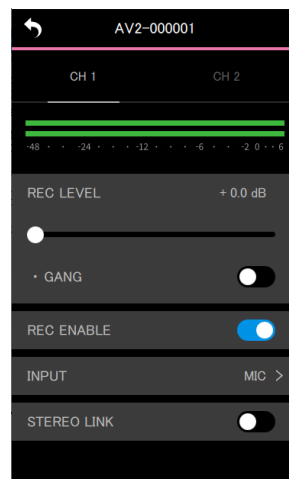 AV2-000001
CH 1 CH 2
-48 · · -24 · · · -12 · · · -6 · · -2 0 · · 6
REC LEVEL + 0.0 dB
・GANG
REC ENABLE
INPUT MIC >
STEREO LINK